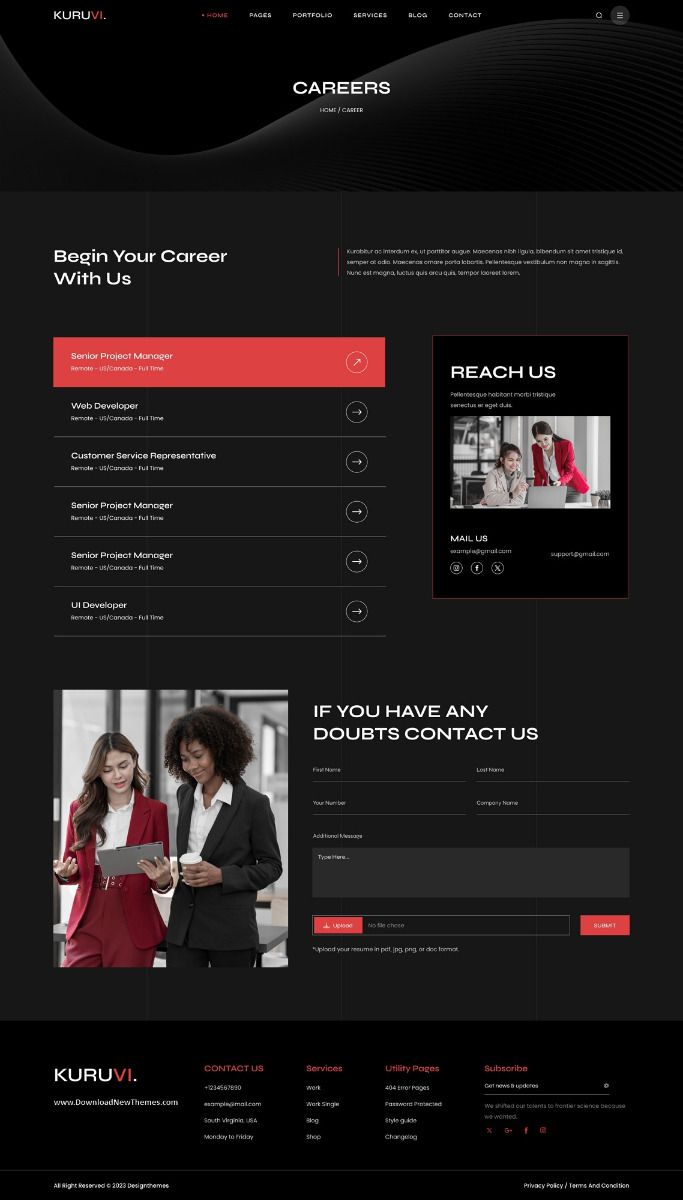 KURUVI.
HOME PAGES PORTFOLIO SERVICES BLOG CONTACT
CAREERS
HOME / CAREER
Begin Your Career
With Us
Kurabitur ac interdum ex, ut porttitor augue. Maecenas nibh ligula, bibendum sit amet tristique id,
semper at odio. Maecenas ornare porta lobortis. Pellentesque vestibulum non magna in sagittis.
Nunc est magna, luctus quis arcu quis, tempor laoreet lorem.
Senior Project Manager
Remote - US/Canada - Full Time
Web Developer
Remote - US/Canada - Full Time
Customer Service Representative
Remote - US/Canada - Full Time
Senior Project Manager
Remote - US/Canada - Full Time
Senior Project Manager
Remote - US/Canada - Full Time
UI Developer
Remote - US/Canada - Full Time
REACH US
Pellentesque habitant morbi tristique
senectus er eget duis.
MAIL US
example@gmail.com
support@gmail.com
IF YOU HAVE ANY
DOUBTS CONTACT US
First Name
Last Name
Your Number
Company Name
Additional Message
Type Here...
Upload
No file chose
SUBMIT
*Upload your resume in pdf, jpg, png, or doc format.
KURUVI.
www.DownloadNewThemes.com
CONTACT US
+1234567890
example@mail.com
South Virginia, USA
Monday to Friday
Services
Work
Work Single
Blog
Shop
Utility Pages
404 Error Pages
Password Protected
Style guide
Changelog
Subscribe
Get news & updates
@
We shifted our talents to frontier science because
we wanted.
All Right Reserved © 2023 Designthemes
Privacy Policy / Terms And Condition